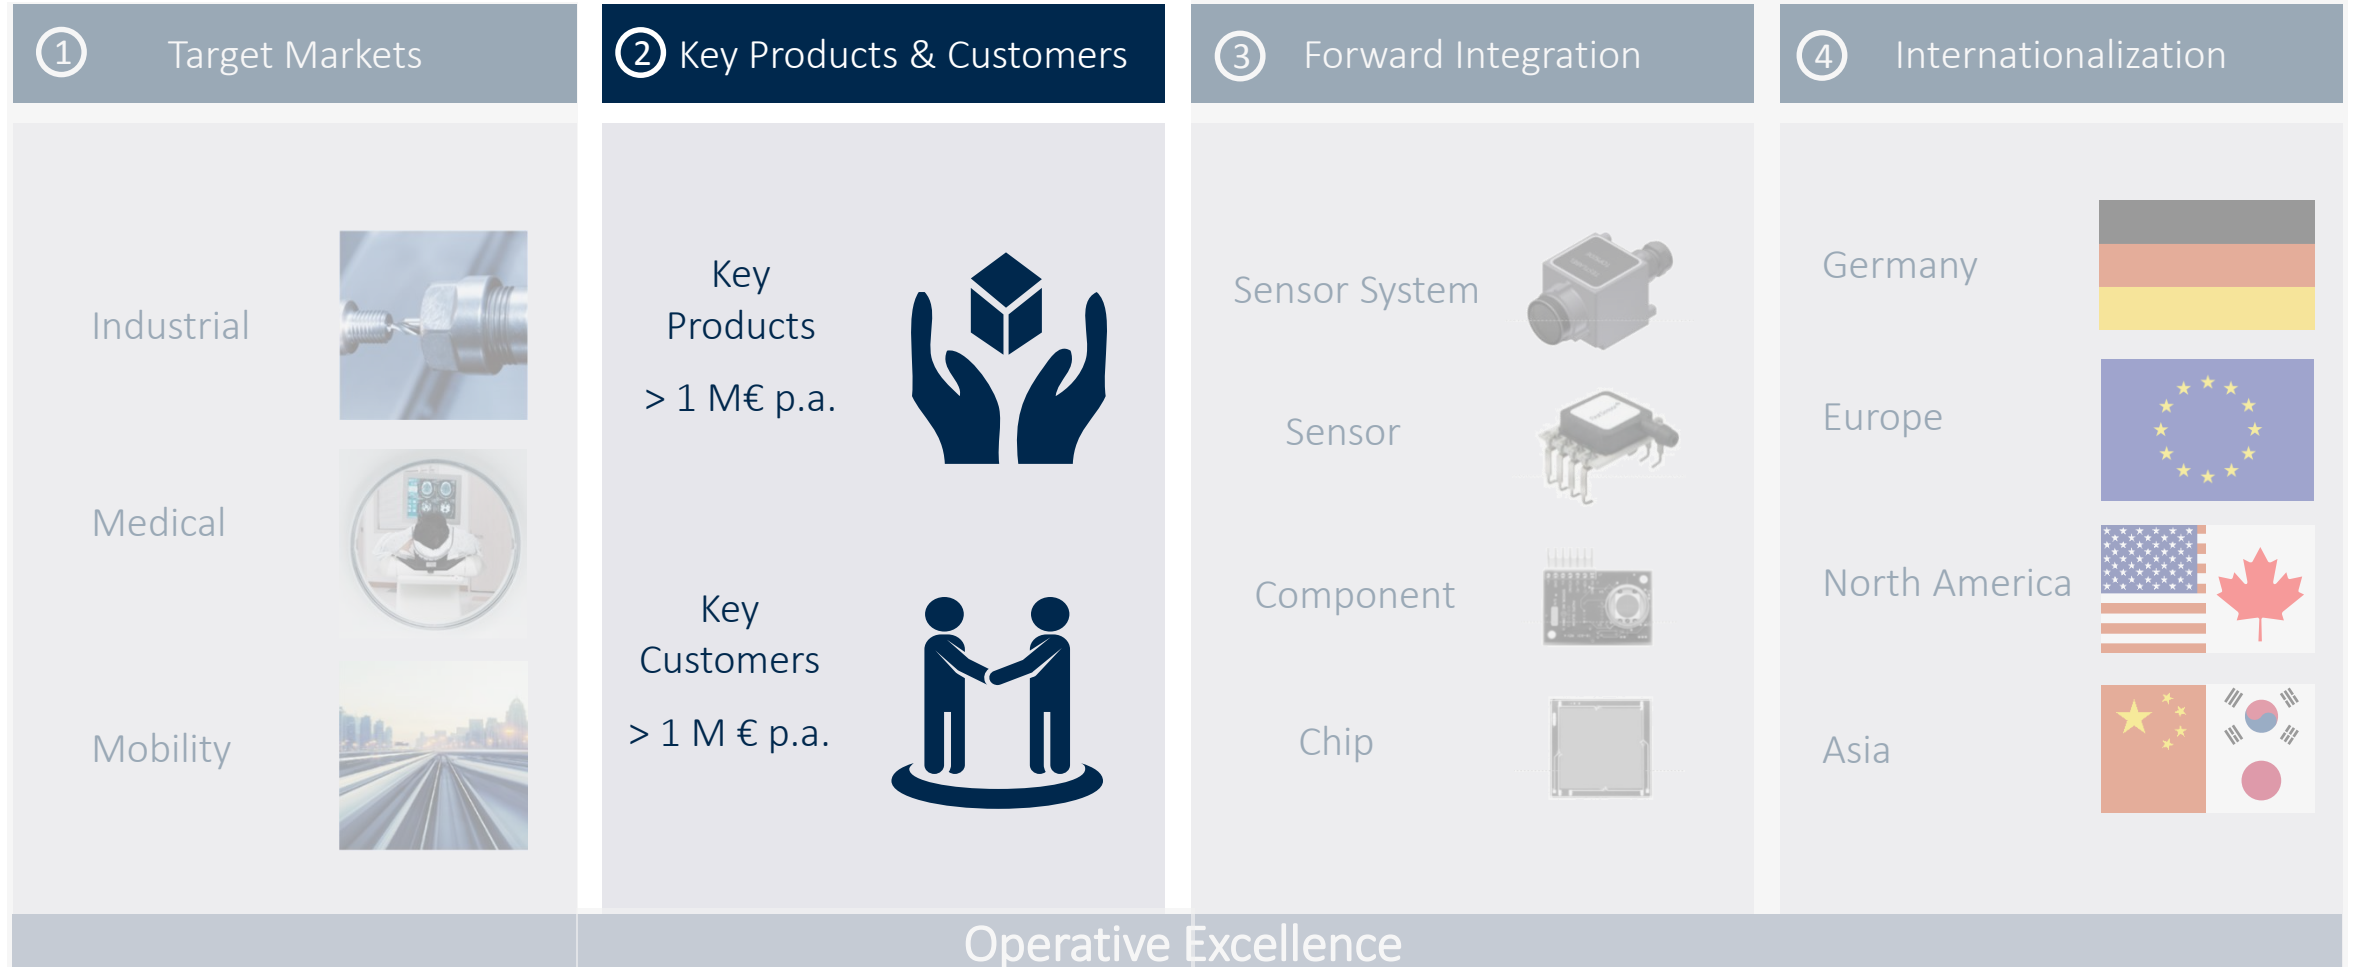 1 Target Markets
2 Key Products & Customers
3 Forward Integration
4 Internationalization
Industrial
Medical
Mobility
Key
Products
> 1 M€ p.a.
Key
Customers
> 1 M € p.a.
Sensor System
Sensor
Component
Chip
Germany
Europe
North America
Asia
Operative Excellence